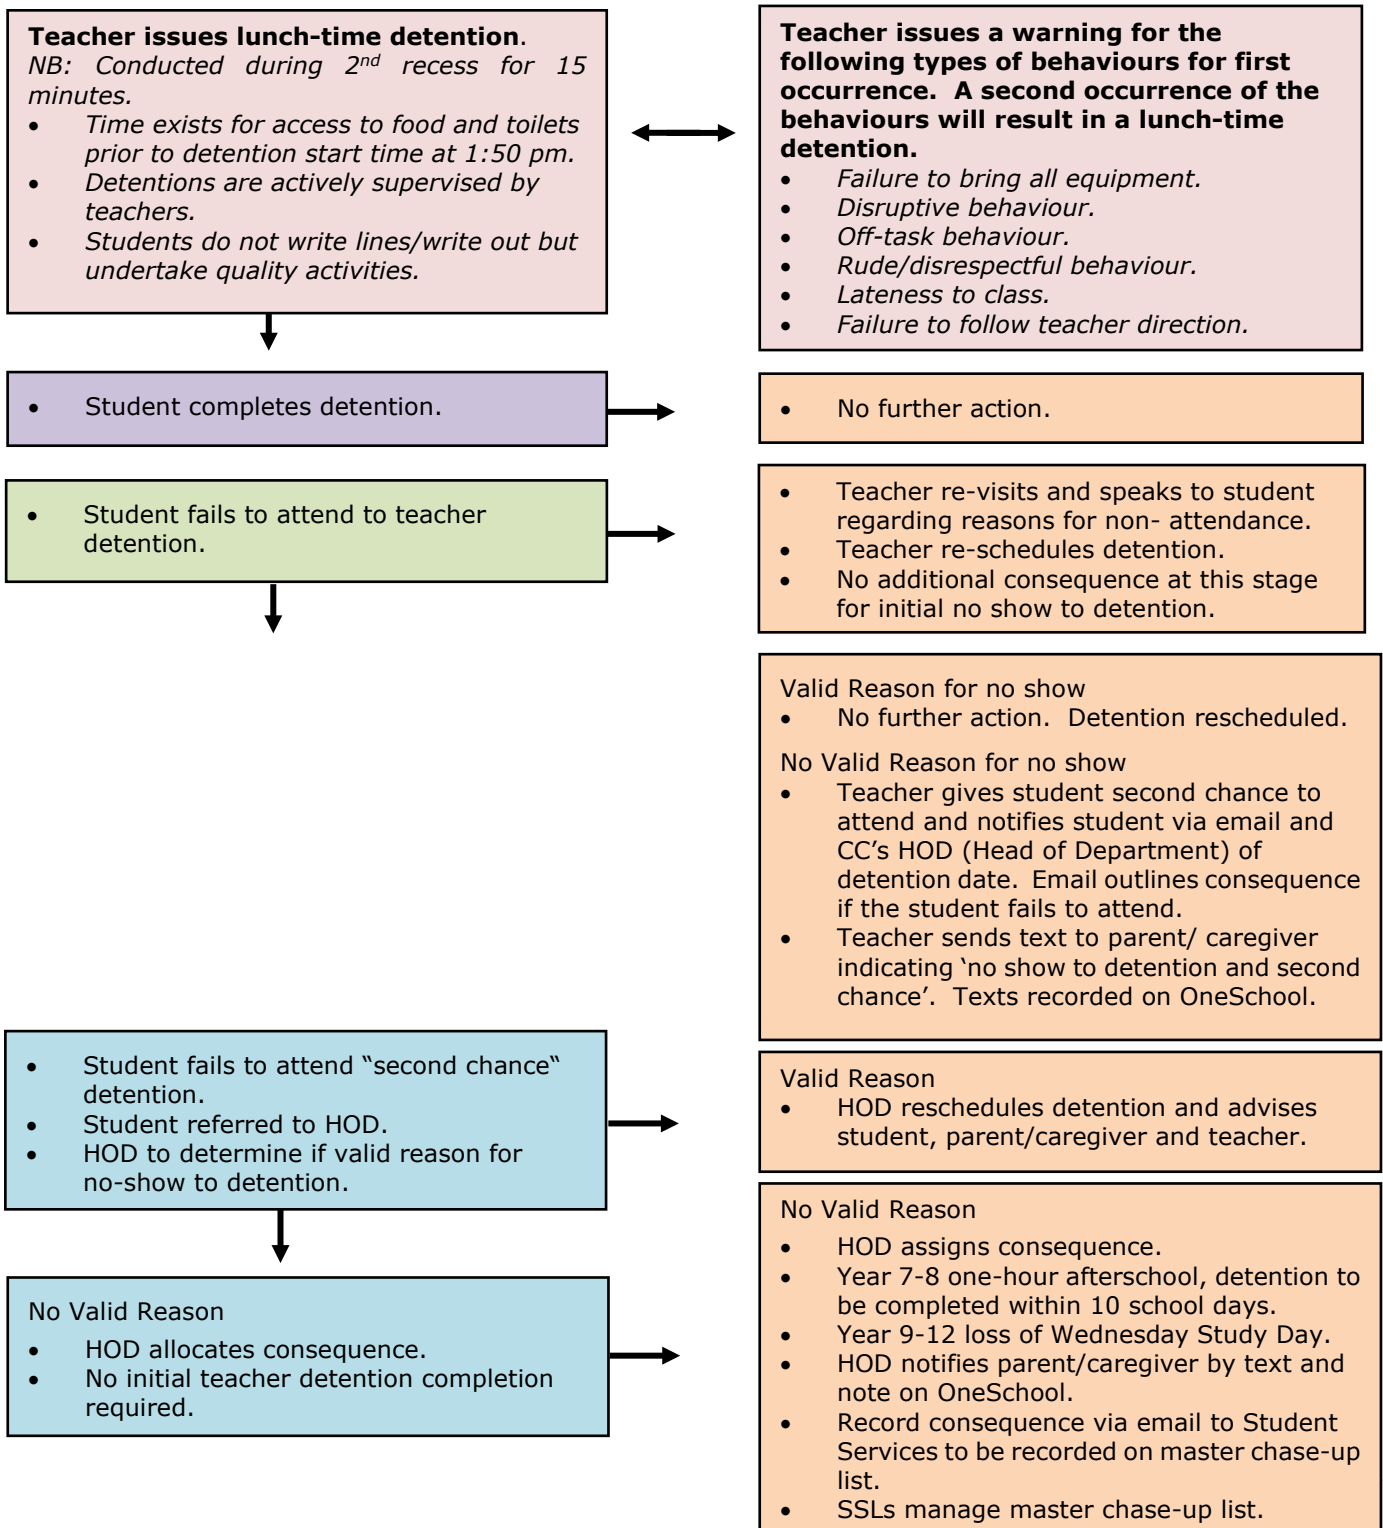 Teacher issues lunch-time detention.
NB: Conducted during 2nd recess for 15
minutes.
• Time exists for access to food and toilets
prior to detention start time at 1:50 pm.
• Detentions are actively supervised by
teachers.
• Students do not write lines/write out but
undertake quality activities.
Teacher issues a warning for the
following types of behaviours for first
occurrence. A second occurrence of the
behaviours will result in a lunch-time
detention.
• Failure to bring all equipment.
• Disruptive behaviour.
• Off-task behaviour.
• Rude/disrespectful behaviour.
• Lateness to class.
• Failure to follow teacher direction.
• Student completes detention.
• No further action.
• Student fails to attend to teacher
detention.
• Teacher re-visits and speaks to student
regarding reasons for non- attendance.
• Teacher re-schedules detention.
• No additional consequence at this stage
for initial no show to detention.
Valid Reason for no show
• No further action. Detention rescheduled.
No Valid Reason for no show
• Teacher gives student second chance to
attend and notifies student via email and
CC's HOD (Head of Department) of
detention date. Email outlines consequence
if the student fails to attend.
• Teacher sends text to parent/ caregiver
indicating ‘no show to detention and second
chance’. Texts recorded on OneSchool.
• Student fails to attend “second chance“
detention.
• Student referred to HOD.
• HOD to determine if valid reason for
no-show to detention.
Valid Reason
• HOD reschedules detention and advises
student, parent/caregiver and teacher.
No Valid Reason
• HOD allocates consequence.
• No initial teacher detention completion
required.
No Valid Reason
• HOD assigns consequence.
• Year 7-8 one-hour afterschool, detention to
be completed within 10 school days.
• Year 9-12 loss of Wednesday Study Day.
• HOD notifies parent/caregiver by text and
note on OneSchool.
• Record consequence via email to Student
Services to be recorded on master chase-up
list.
• SSLs manage master chase-up list.